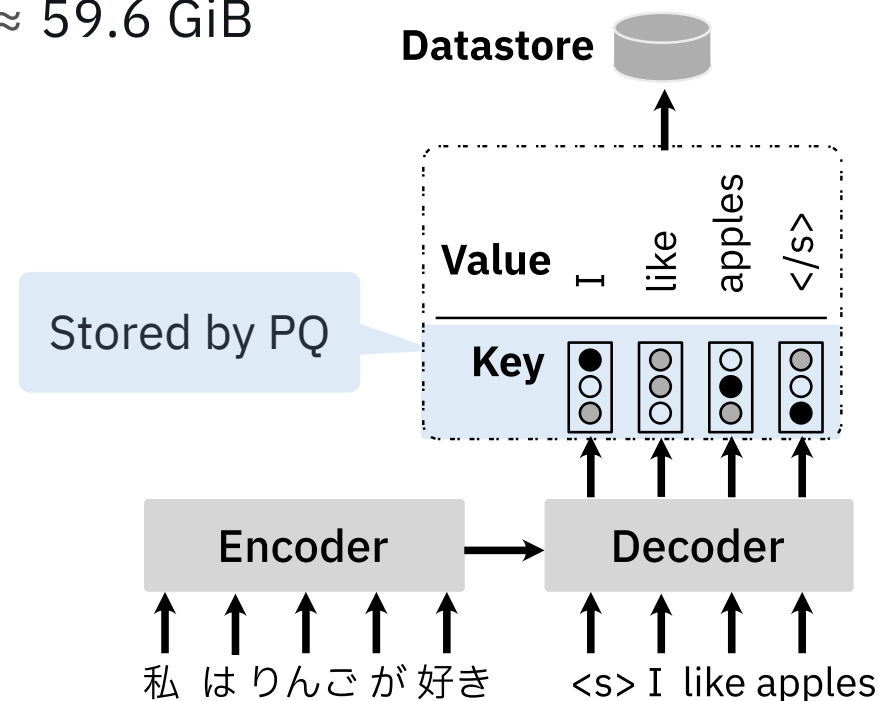 ≈ 59.6 GiB
Datastore
Value I like apples </s>
Stored by PQ
Key
Encoder
Decoder
私 は りんご が 好き
<s> I like apples